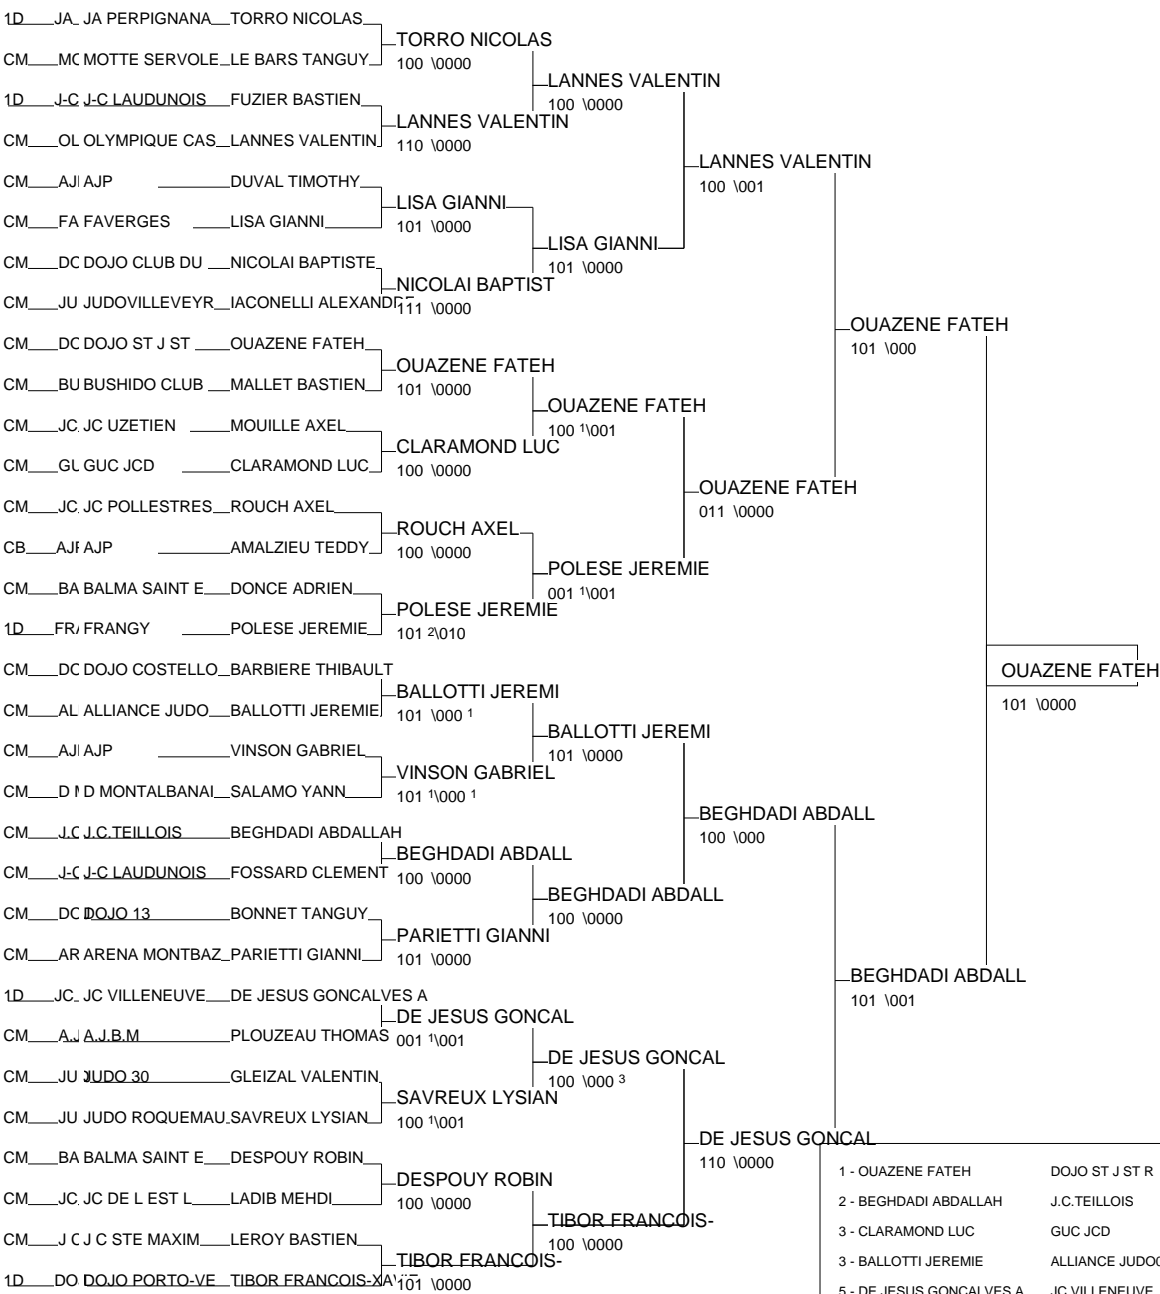 1D JA JA PERPIGNANA TORRO NICOLAS
TORRO NICOLAS
CM MC MOTTE SERVOLE LE BARS TANGUY
100 \0000
LANNES VALENTIN
1D J-C J-C LAUDUNOIS FUZIER BASTIEN
100 \0000
LANNES VALENTIN
CM OL OLYMPIQUE CAS LANNES VALENTIN
110 \0000
LANNES VALENTIN
CM AJ AJP DUVAL TIMOTHY
100 \001
LISA GIANNI
CM FA FAVERGES LISA GIANNI
101 \0000
LISA GIANNI
CM DC DOJO CLUB DU NICOLAI BAPTISTE
101 \0000
NICOLAI BAPTIST
CM JU JUDOVILLEVEYR IACONELLI ALEXANDRE
111 \0000
OUAZENE FATEH
CM DC DOJO ST J ST OUAZENE FATEH
101 \000
OUAZENE FATEH
CM BU BUSHIDO CLUB MALLET BASTIEN
101 \0000
OUAZENE FATEH
CM JC JC UZETIEN MOUILLE AXEL
100 1\001
CLARAMOND LUC
CM GU GUC JCD CLARAMOND LUC
100 \0000
OUAZENE FATEH
CM JC JC POLLESTRES ROUCH AXEL
011 \0000
ROUCH AXEL
CB AJF AJP AMALZIEU TEDDY
100 \0000
POLESE JEREMIE
CM BA BALMA SAINT E DONCE ADRIEN
001 1\001
POLESE JEREMIE
1D FRA FRANGY POLESE JEREMIE
101 2\010
CM DC DOJO COSTELLO BARBIERE THIBAULT
OUAZENE FATEH
BALLOTTI JEREMI
101 \0000
CM AL ALLIANCE JUDO BALLOTTI JEREMIE
101 \000 1
BALLOTTI JEREMI
CM AJ AJP VINSON GABRIEL
101 \0000
VINSON GABRIEL
CM D M D MONTALBANAI SALAMO YANN
101 1\000 1
BEGHDADI ABDALL
CM J.C J.C.TEILLOIS BEGHDADI ABDALLAH
100 \000
BEGHDADI ABDALL
CM J-C J-C LAUDUNOIS FOSSARD CLEMENT
100 \0000
BEGHDADI ABDALL
CM DC DOJO 13 BONNET TANGUY
100 \0000
PARIETTI GIANNI
CM AR ARENA MONTBAZ PARIETTI GIANNI
101 \0000
BEGHDADI ABDALL
1D JC JC VILLENEUVE DE JESUS GONCALVES A
101 \001
DE JESUS GONCAL
CM A.J A.J.B.M PLOUZEAU THOMAS
001 1\001
DE JESUS GONCAL
CM JU JUDO 30 GLEIZAL VALENTIN
100 \000 3
SAVREUX LYSIAN
CM JU JUDO ROQUEMAU SAVREUX LYSIAN
100 1\001
DE JESUS GONCAL
CM BA BALMA SAINT E DESPOUY ROBIN
110 \0000
1 - OUAZENE FATEH DOJO ST J ST R
DESPOUY ROBIN
CM JC JC DE L EST L LADIB MEHDI
100 \0000
2 - BEGHDADI ABDALLAH J.C.TEILLOIS
TIBOR FRANCOIS-
3 - CLARAMOND LUC GUC JCD
CM J C J C STE MAXIM LEROY BASTIEN
100 \0000
TIBOR FRANCOIS-
3 - BALLOTTI JEREMIE ALLIANCE JUDO
1D DO DOJO PORTO-VE TIBOR FRANCOIS-XAVIE
101 \0000
5 - DE JESUS GONCALVES A JC VILLENEUVE